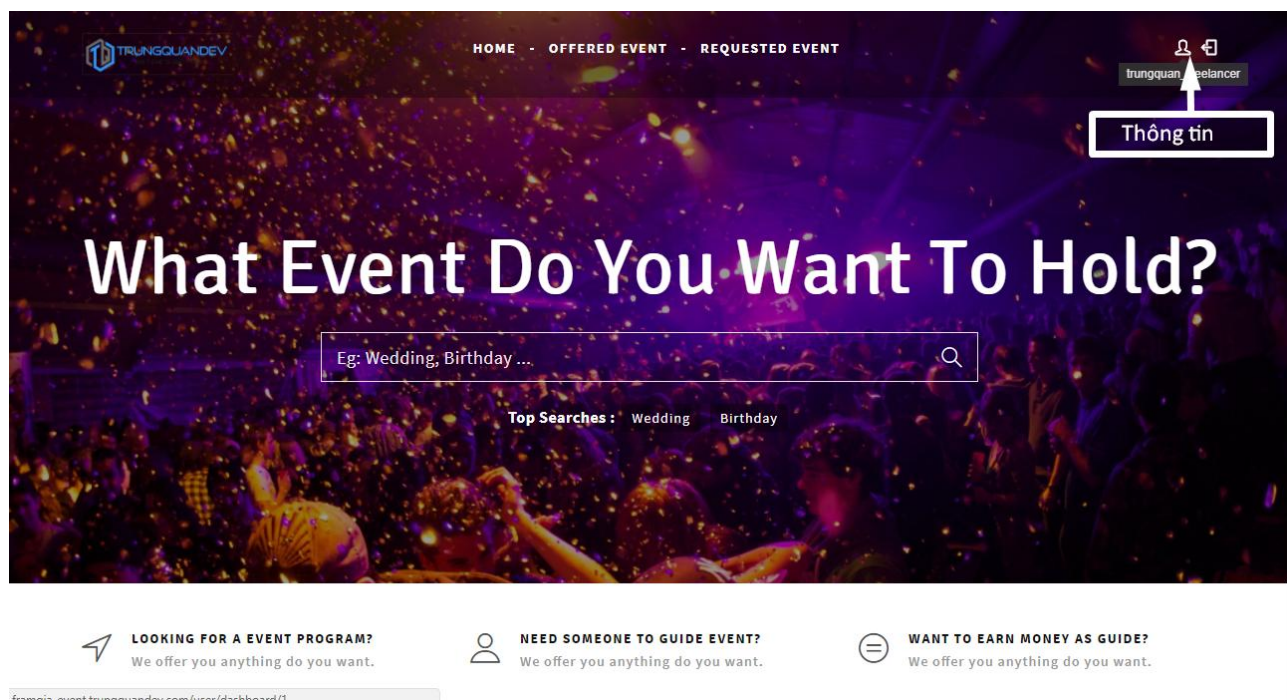 TRUNGQUANDEV
HOME - OFFERED EVENT - REQUESTED EVENT
Thông tin
What Event Do You Want To Hold?
Eg: Wedding, Birthday ...
Top Searches : Wedding Birthday
LOOKING FOR A EVENT PROGRAM?
We offer you anything do you want.
NEED SOMEONE TO GUIDE EVENT?
We offer you anything do you want.
WANT TO EARN MONEY AS GUIDE?
We offer you anything do you want.